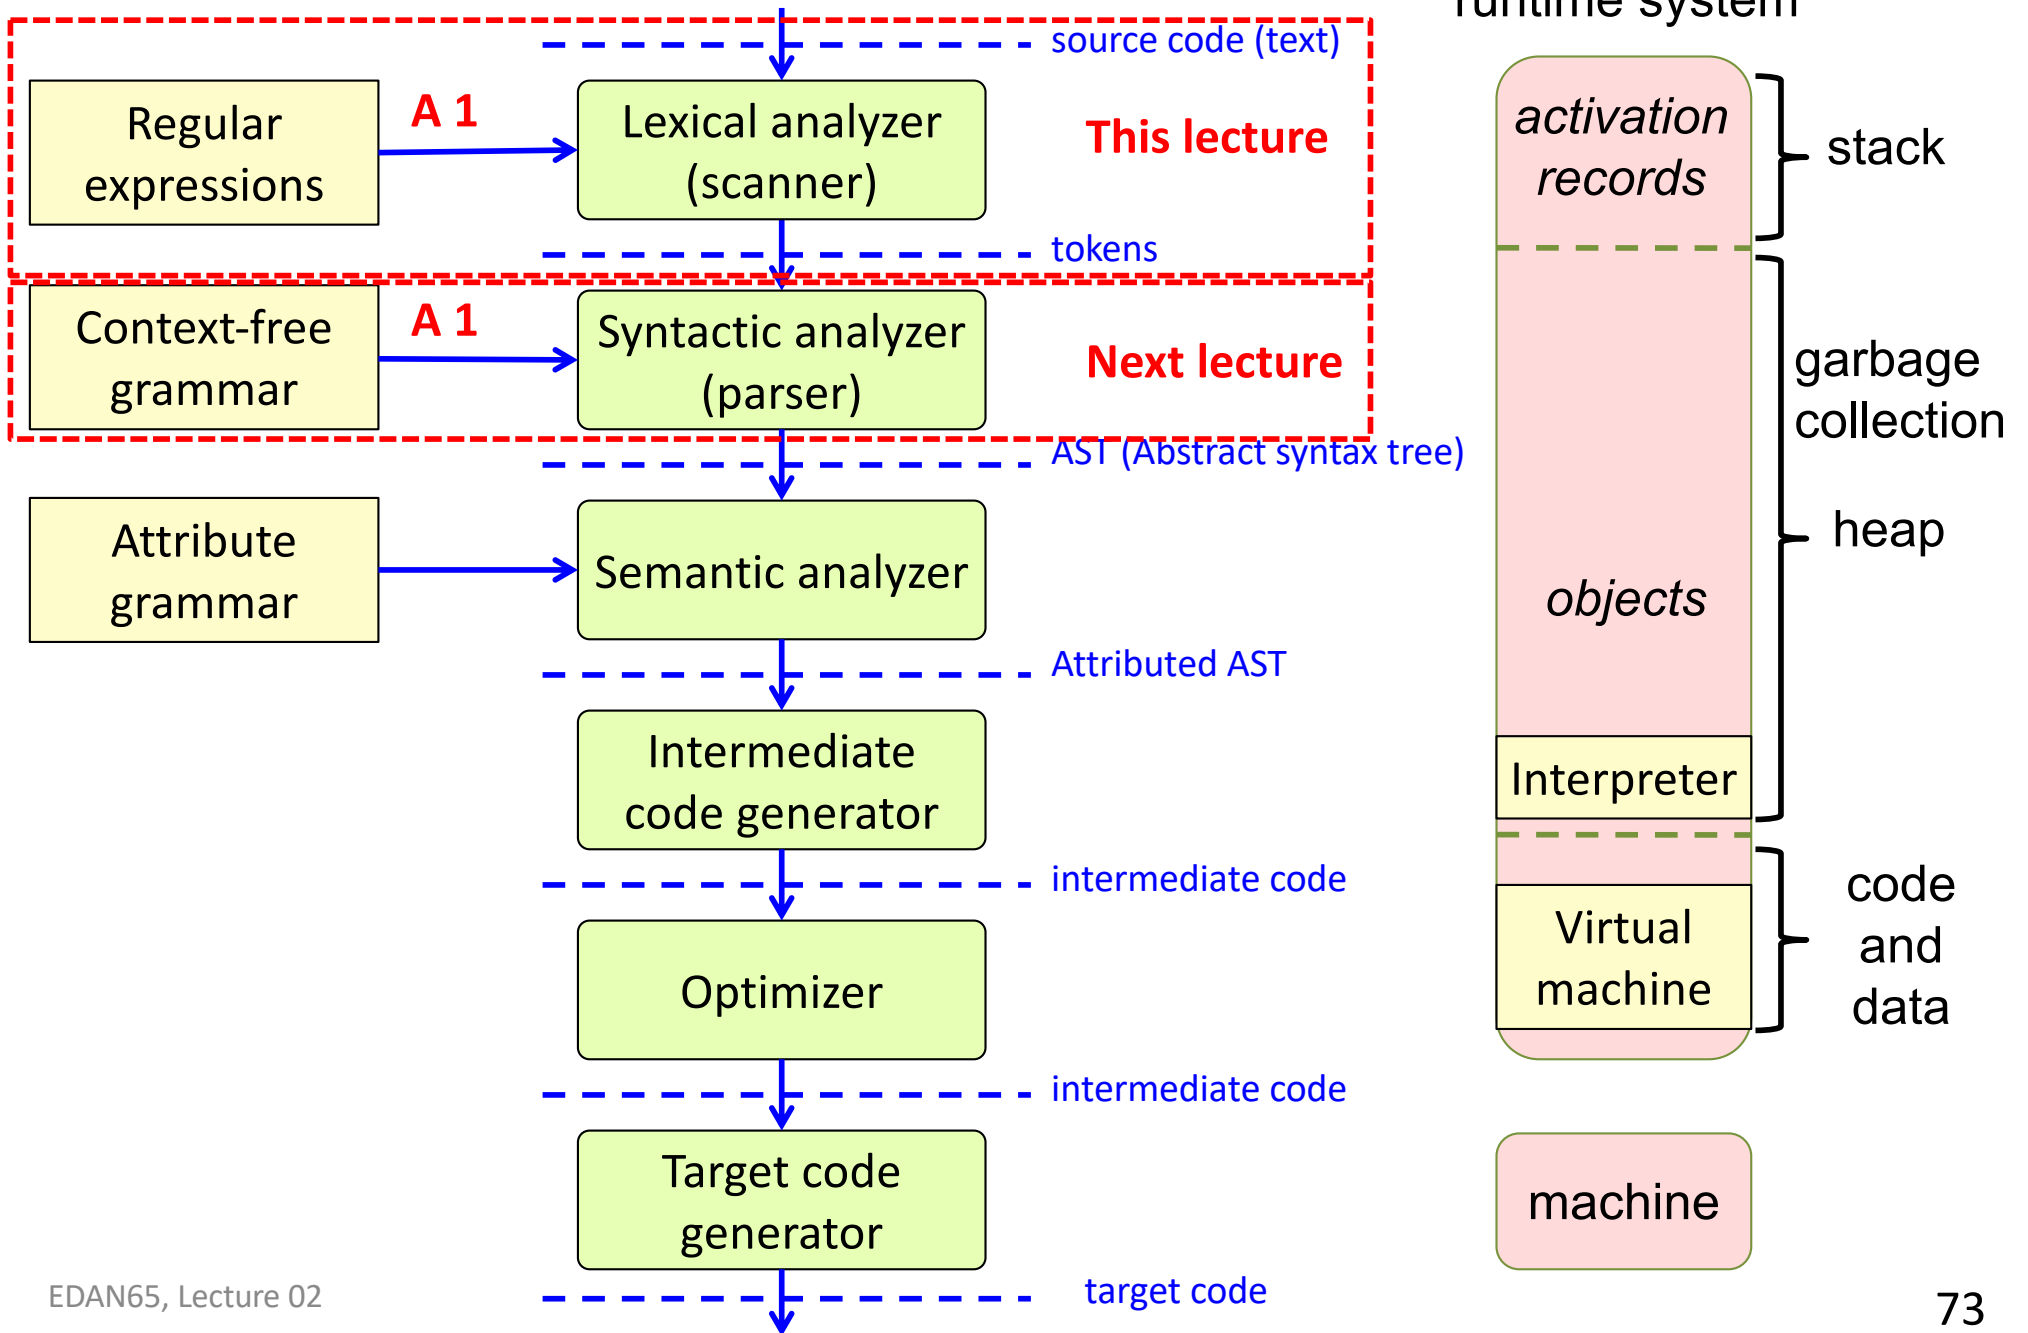 runtime system
source code (text)
Regular
expressions
A 1
Lexical analyzer
(scanner)
This lecture
tokens
Context-free
grammar
A 1
Syntactic analyzer
(parser)
Next lecture
AST (Abstract syntax tree)
Attribute
grammar
Semantic analyzer
Attributed AST
Intermediate
code generator
intermediate code
Optimizer
intermediate code
Target code
generator
target code
activation
records
stack
garbage
collection
heap
objects
Interpreter
Virtual
machine
code
and
data
machine
EDAN65, Lecture 02
73